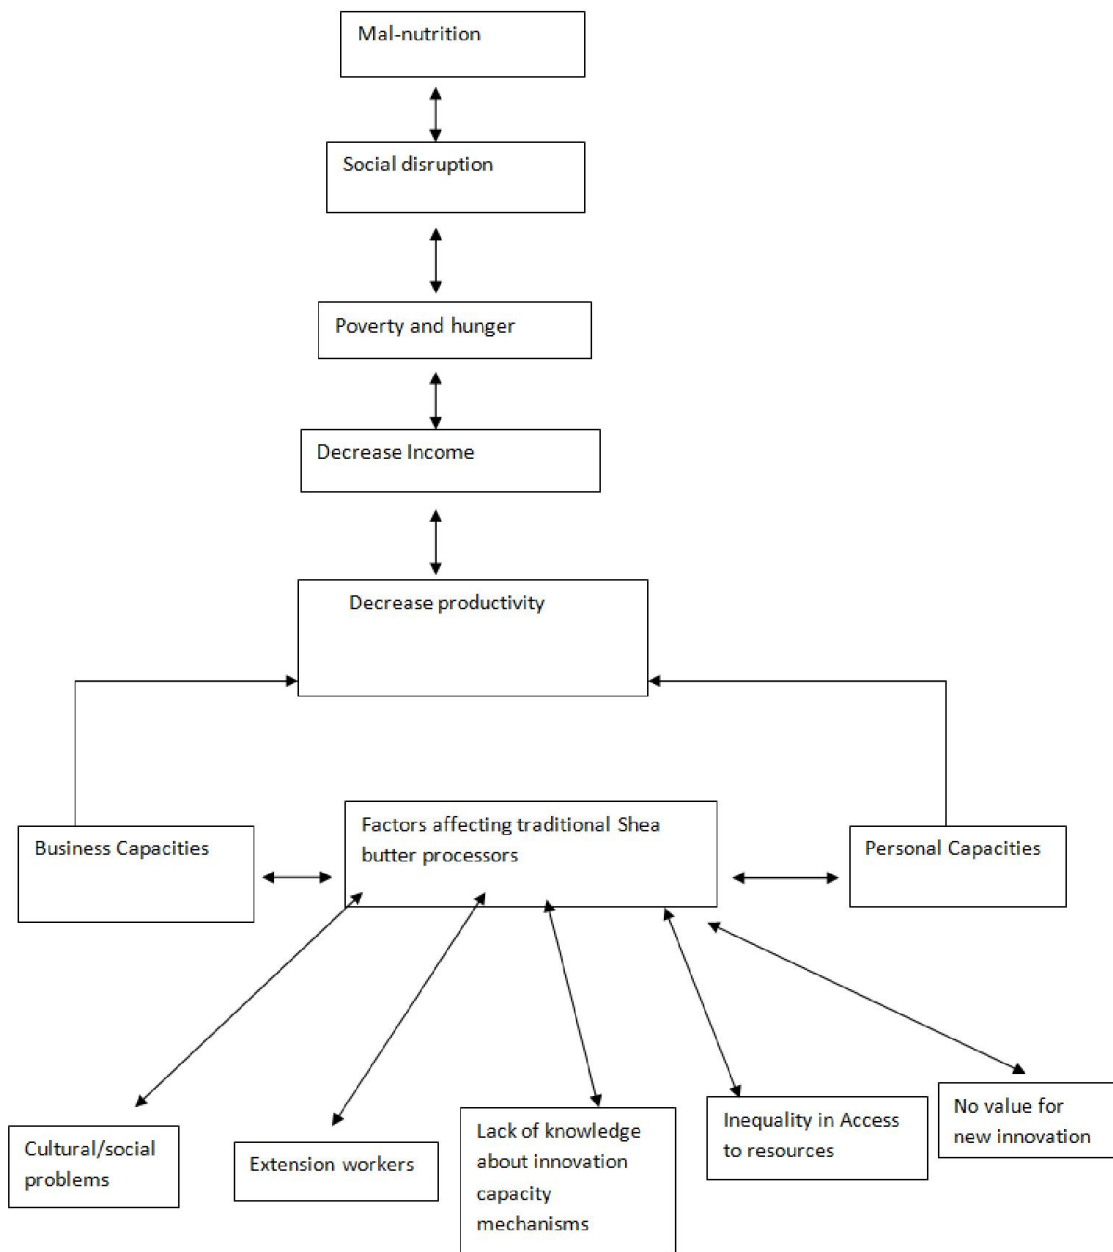 Mal-nutrition
Social disruption
Poverty and hunger
Decrease Income
Decrease productivity
Business Capacities
Factors affecting traditional Shea
butter processors
Personal Capacities
Cultural/social
problems
Extension workers
Lack of knowledge
about innovation
capacity
mechanisms
Inequality in Access
to resources
No value for
new innovation